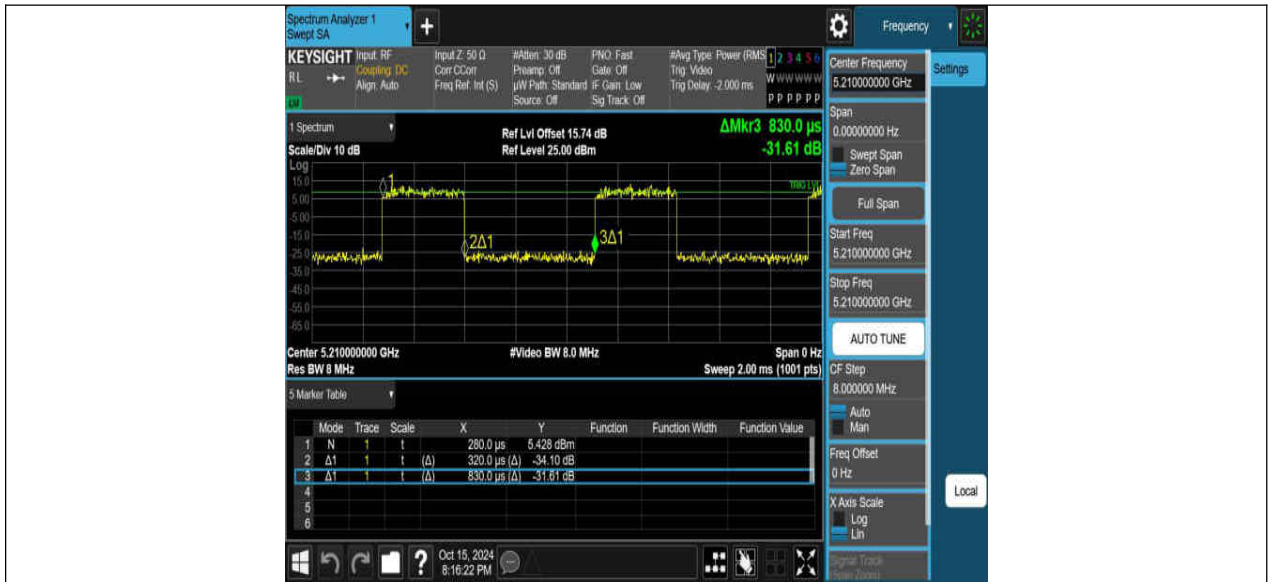 Spectrum Analyzer 1
Swept SA
+
Frequency
KEYSIGHT
RL
LM
Input: RF
Coupling: DC
Align: Auto
Input Z: 50 Ω
Corr CCorr
Freq Ref: Int (S)
#Atten: 30 dB
Preamp: Off
µW Path: Standard
Source: Off
PNO: Fast
Gate: Off
IF Gain: Low
Sig Track: Off
#Avg Type: Power (RMS
Trig: Video
Trig Delay: -2.000 ms
1 2 3 4 5 6
W W W W W W
P P P P P P
1 Spectrum
Scale/Div 10 dB
Ref Lvl Offset 15.74 dB
Ref Level 25.00 dBm
ΔMkr3 830.0 µs
-31.61 dB
Log
15.0
5.00
-5.00
-15.0
-25.0
-35.0
-45.0
-55.0
-65.0
TRIG LVL
1
2Δ1
3Δ1
Center 5.210000000 GHz
#Video BW 8.0 MHz
Span 0 Hz
Res BW 8 MHz
Sweep 2.00 ms (1001 pts)
5 Marker Table
Mode Trace Scale X Y Function Function Width Function Value
1 N 1 t 280.0 µs 5.428 dBm
2 Δ1 1 t (Δ) 320.0 µs (Δ) -34.10 dB
3 Δ1 1 t (Δ) 830.0 µs (Δ) -31.61 dB
4
5
6
?
Oct 15, 2024
8:16:22 PM
Center Frequency
5.210000000 GHz
Settings
Span
0.00000000 Hz
Swept Span
Zero Span
Full Span
Start Freq
5.210000000 GHz
Stop Freq
5.210000000 GHz
AUTO TUNE
CF Step
8.000000 MHz
Auto
Man
Freq Offset
0 Hz
X Axis Scale
Log
Lin
Signal Track
(Span Zoom)
Local